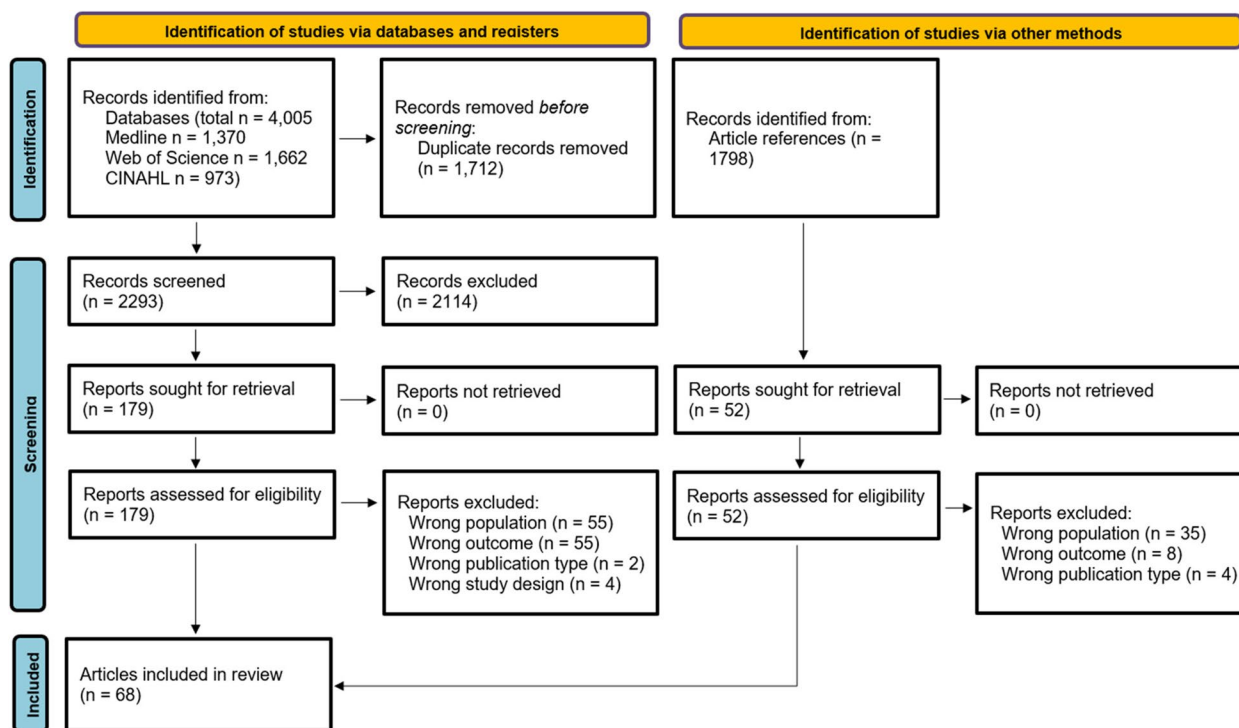 Identification of studies via databases and registers
Identification of studies via other methods
Identification
Records identified from:
Databases (total n = 4,005
Medline n = 1,370
Web of Science n = 1,662
CINAHL n = 973)
Records removed before
screening:
Duplicate records removed
(n = 1,712)
Records identified from:
Article references (n =
1798)
Screening
Records screened
(n = 2293)
Records excluded
(n = 2114)
Reports sought for retrieval
(n = 179)
Reports not retrieved
(n = 0)
Reports sought for retrieval
(n = 52)
Reports not retrieved
(n = 0)
Reports assessed for eligibility
(n = 179)
Reports excluded:
Wrong population (n = 55)
Wrong outcome (n = 55)
Wrong publication type (n = 2)
Wrong study design (n = 4)
Reports assessed for eligibility
(n = 52)
Reports excluded:
Wrong population (n = 35)
Wrong outcome (n = 8)
Wrong publication type (n = 4)
Included
Articles included in review
(n = 68)